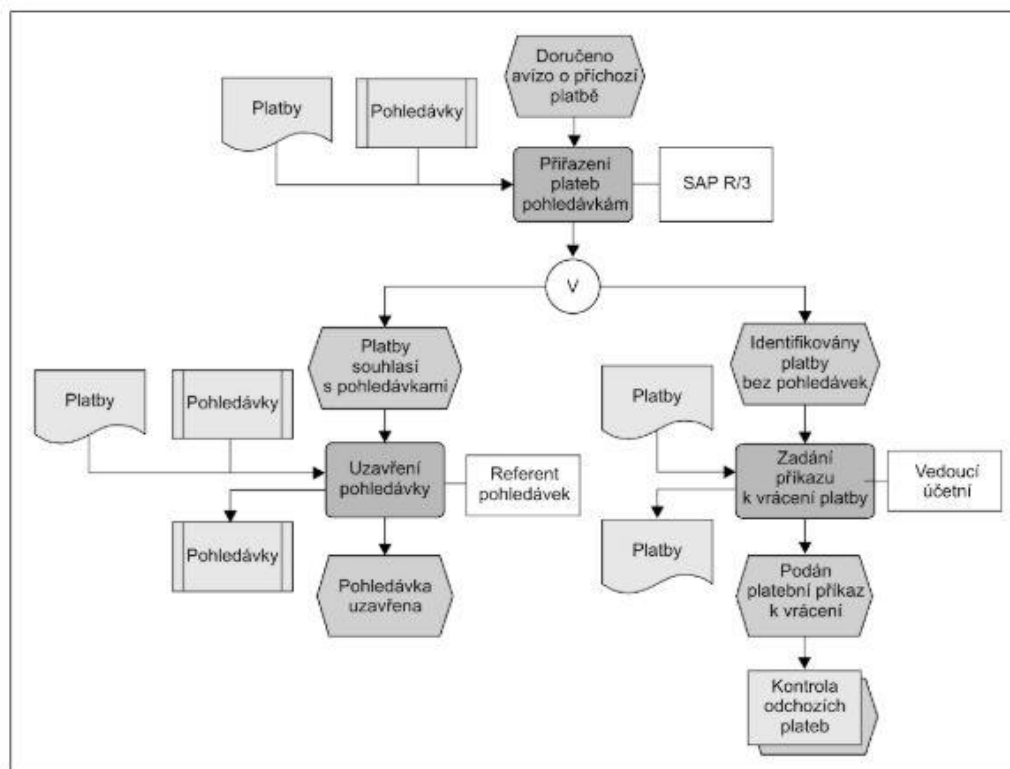 Doručeno
avízo o příchozí
platbě
Platby
Pohledávky
Přiřazení
plateb
pohledávkám
SAP R/3
V
Platby
souhlasí
s pohledávkami
Identifikovány
platby
bez pohledávek
Platby
Pohledávky
Platby
Uzavření
pohledávky
Referent
pohledávek
Zadání
příkazu
k vrácení platby
Vedoucí
účetní
Pohledávky
Platby
Pohledávka
uzavřena
Podán
platební příkaz
k vrácení
Kontrola
odchozích
plateb